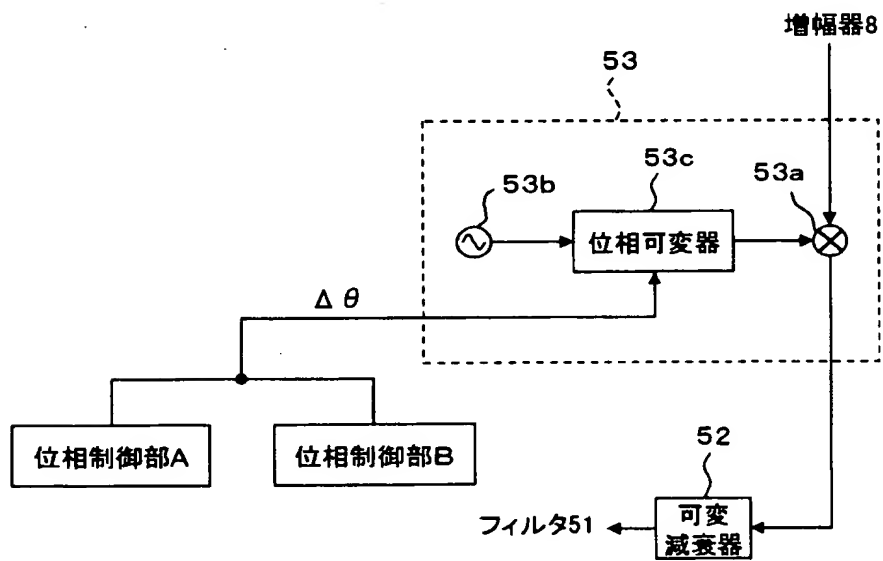 増幅器8
53
53c
53a
53b
位相可変器
Δθ
位相制御部A
位相制御部B
52
フィルタ51
可変
減衰器